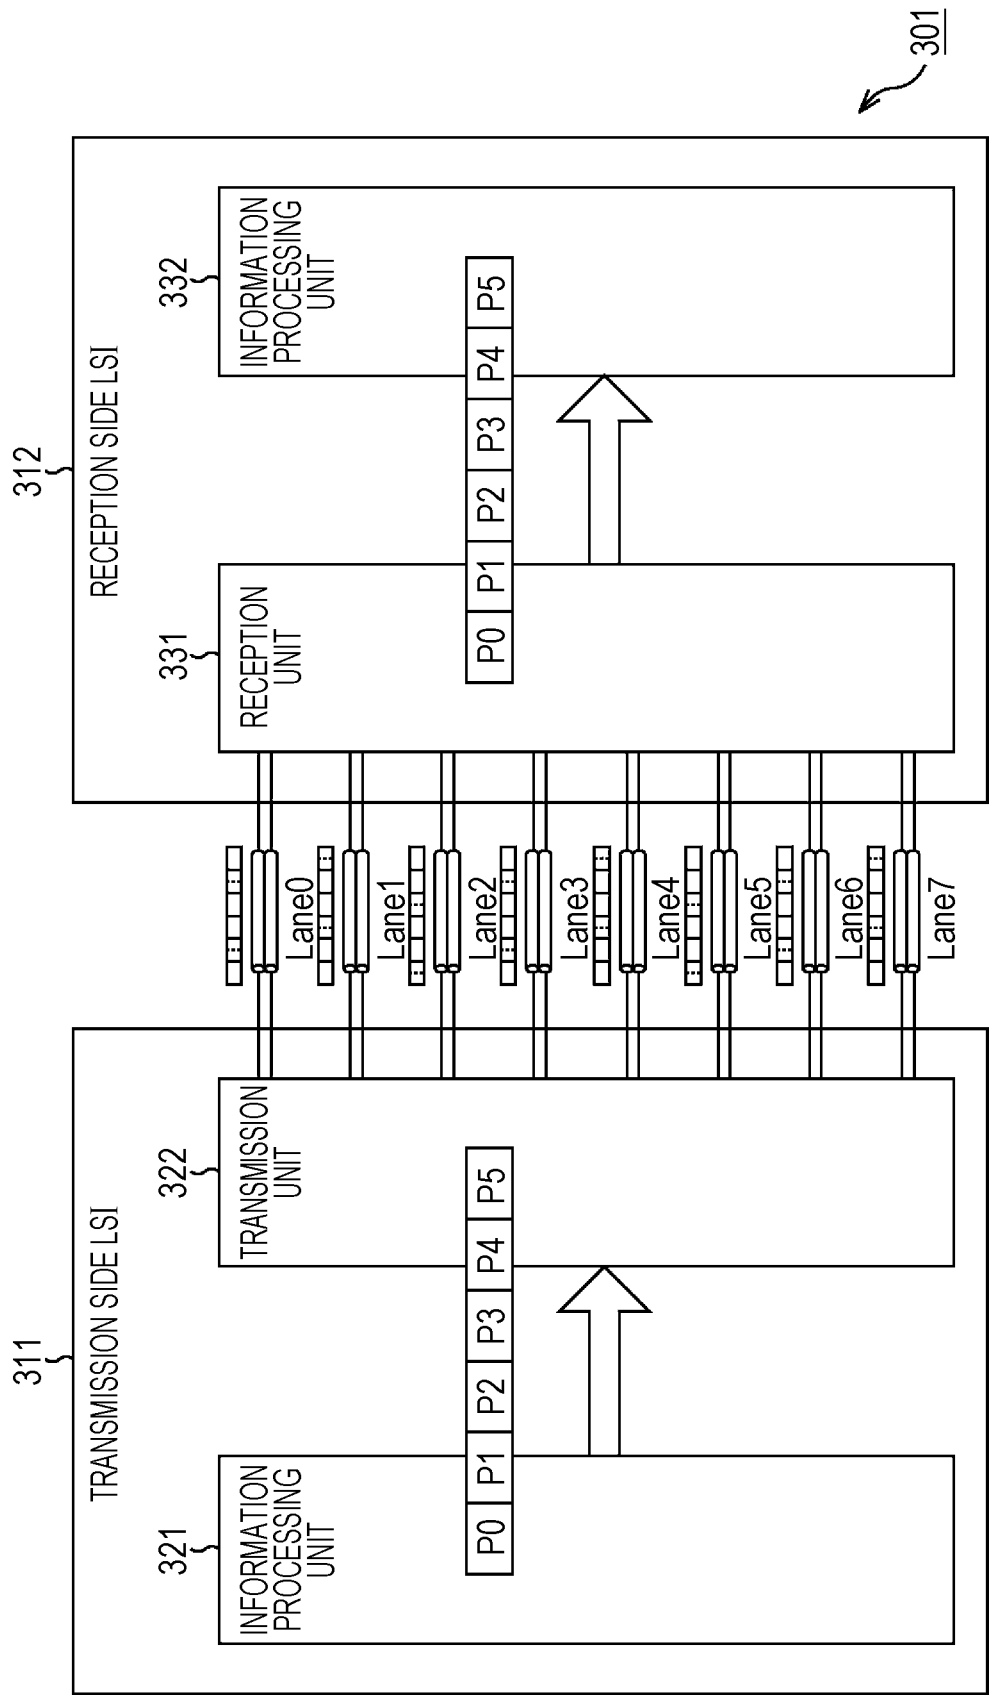 301
311
TRANSMISSION SIDE LSI
321
INFORMATION
PROCESSING
UNIT
322
TRANSMISSION
UNIT
P0 P1 P2 P3 P4 P5
Lane0
Lane1
Lane2
Lane3
Lane4
Lane5
Lane6
Lane7
312
RECEPTION SIDE LSI
331
RECEPTION
UNIT
332
INFORMATION
PROCESSING
UNIT
P0 P1 P2 P3 P4 P5